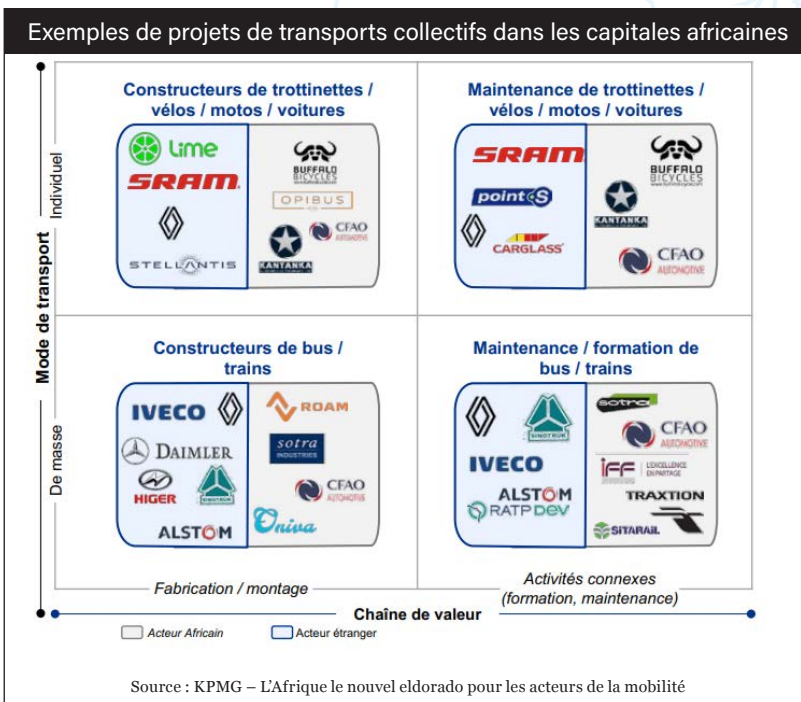 Exemples de projets de transports collectifs dans les capitales africaines
Mode de transport
Individuel
De masse
Constructeurs de trottinettes /
vélos / motos / voitures
Lime
SRAM
STELLANTIS
BUFFALO
BICYCLES
OPIBUS
KANTANKA
CFAO
AUTOMOTIVE
Maintenance de trottinettes /
vélos / motos / voitures
SRAM
point S
CARGLASS
BUFFALO
BICYCLES
KANTANKA
CFAO
AUTOMOTIVE
Constructeurs de bus /
trains
IVECO
DAIMLER
HIGER
SINOTRUK
ALSTOM
ROAM
sotra
INDUSTRIES
CFAO
AUTOMOTIVE
Oniva
Maintenance / formation de
bus / trains
SINOTRUK
IVECO
ALSTOM
RATP DEV
sotra
CFAO
AUTOMOTIVE
iFF
L'EXCELLENCE
EN PARTAGE
TRAXTION
SITARAIL
Fabrication / montage
Activités connexes
(formation, maintenance)
Chaîne de valeur
Acteur Africain
Acteur étranger
Source : KPMG – L'Afrique le nouvel eldorado pour les acteurs de la mobilité